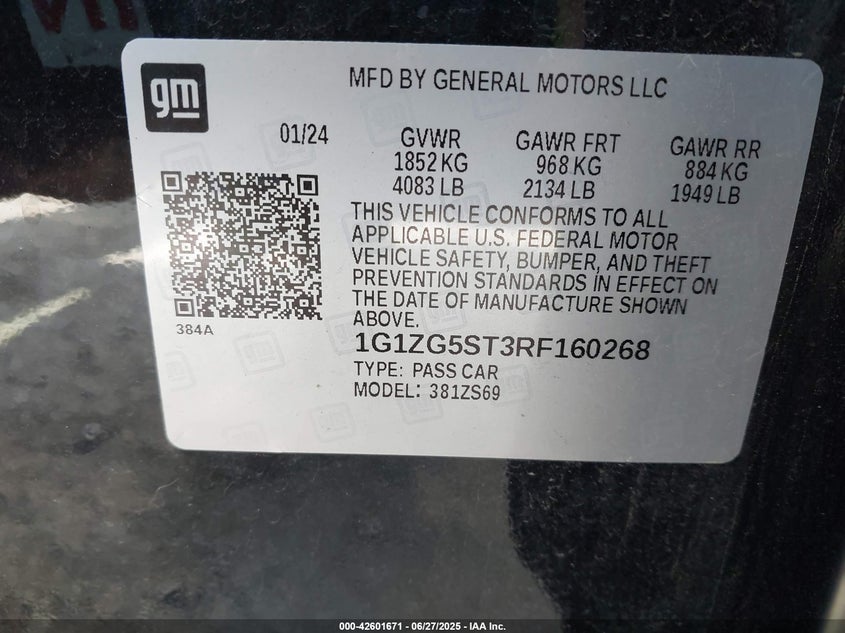 gm
MFD BY GENERAL MOTORS LLC
01/24
GVWR
1852 KG
4083 LB
GAWR FRT
968 KG
2134 LB
GAWR RR
884 KG
1949 LB
THIS VEHICLE CONFORMS TO ALL
APPLICABLE U.S. FEDERAL MOTOR
VEHICLE SAFETY, BUMPER, AND THEFT
PREVENTION STANDARDS IN EFFECT ON
THE DATE OF MANUFACTURE SHOWN
ABOVE.
384A
1G1ZG5ST3RF160268
TYPE: PASS CAR
MODEL: 381ZS69
000-42601671 | 06/27/2025 - IAA Inc.